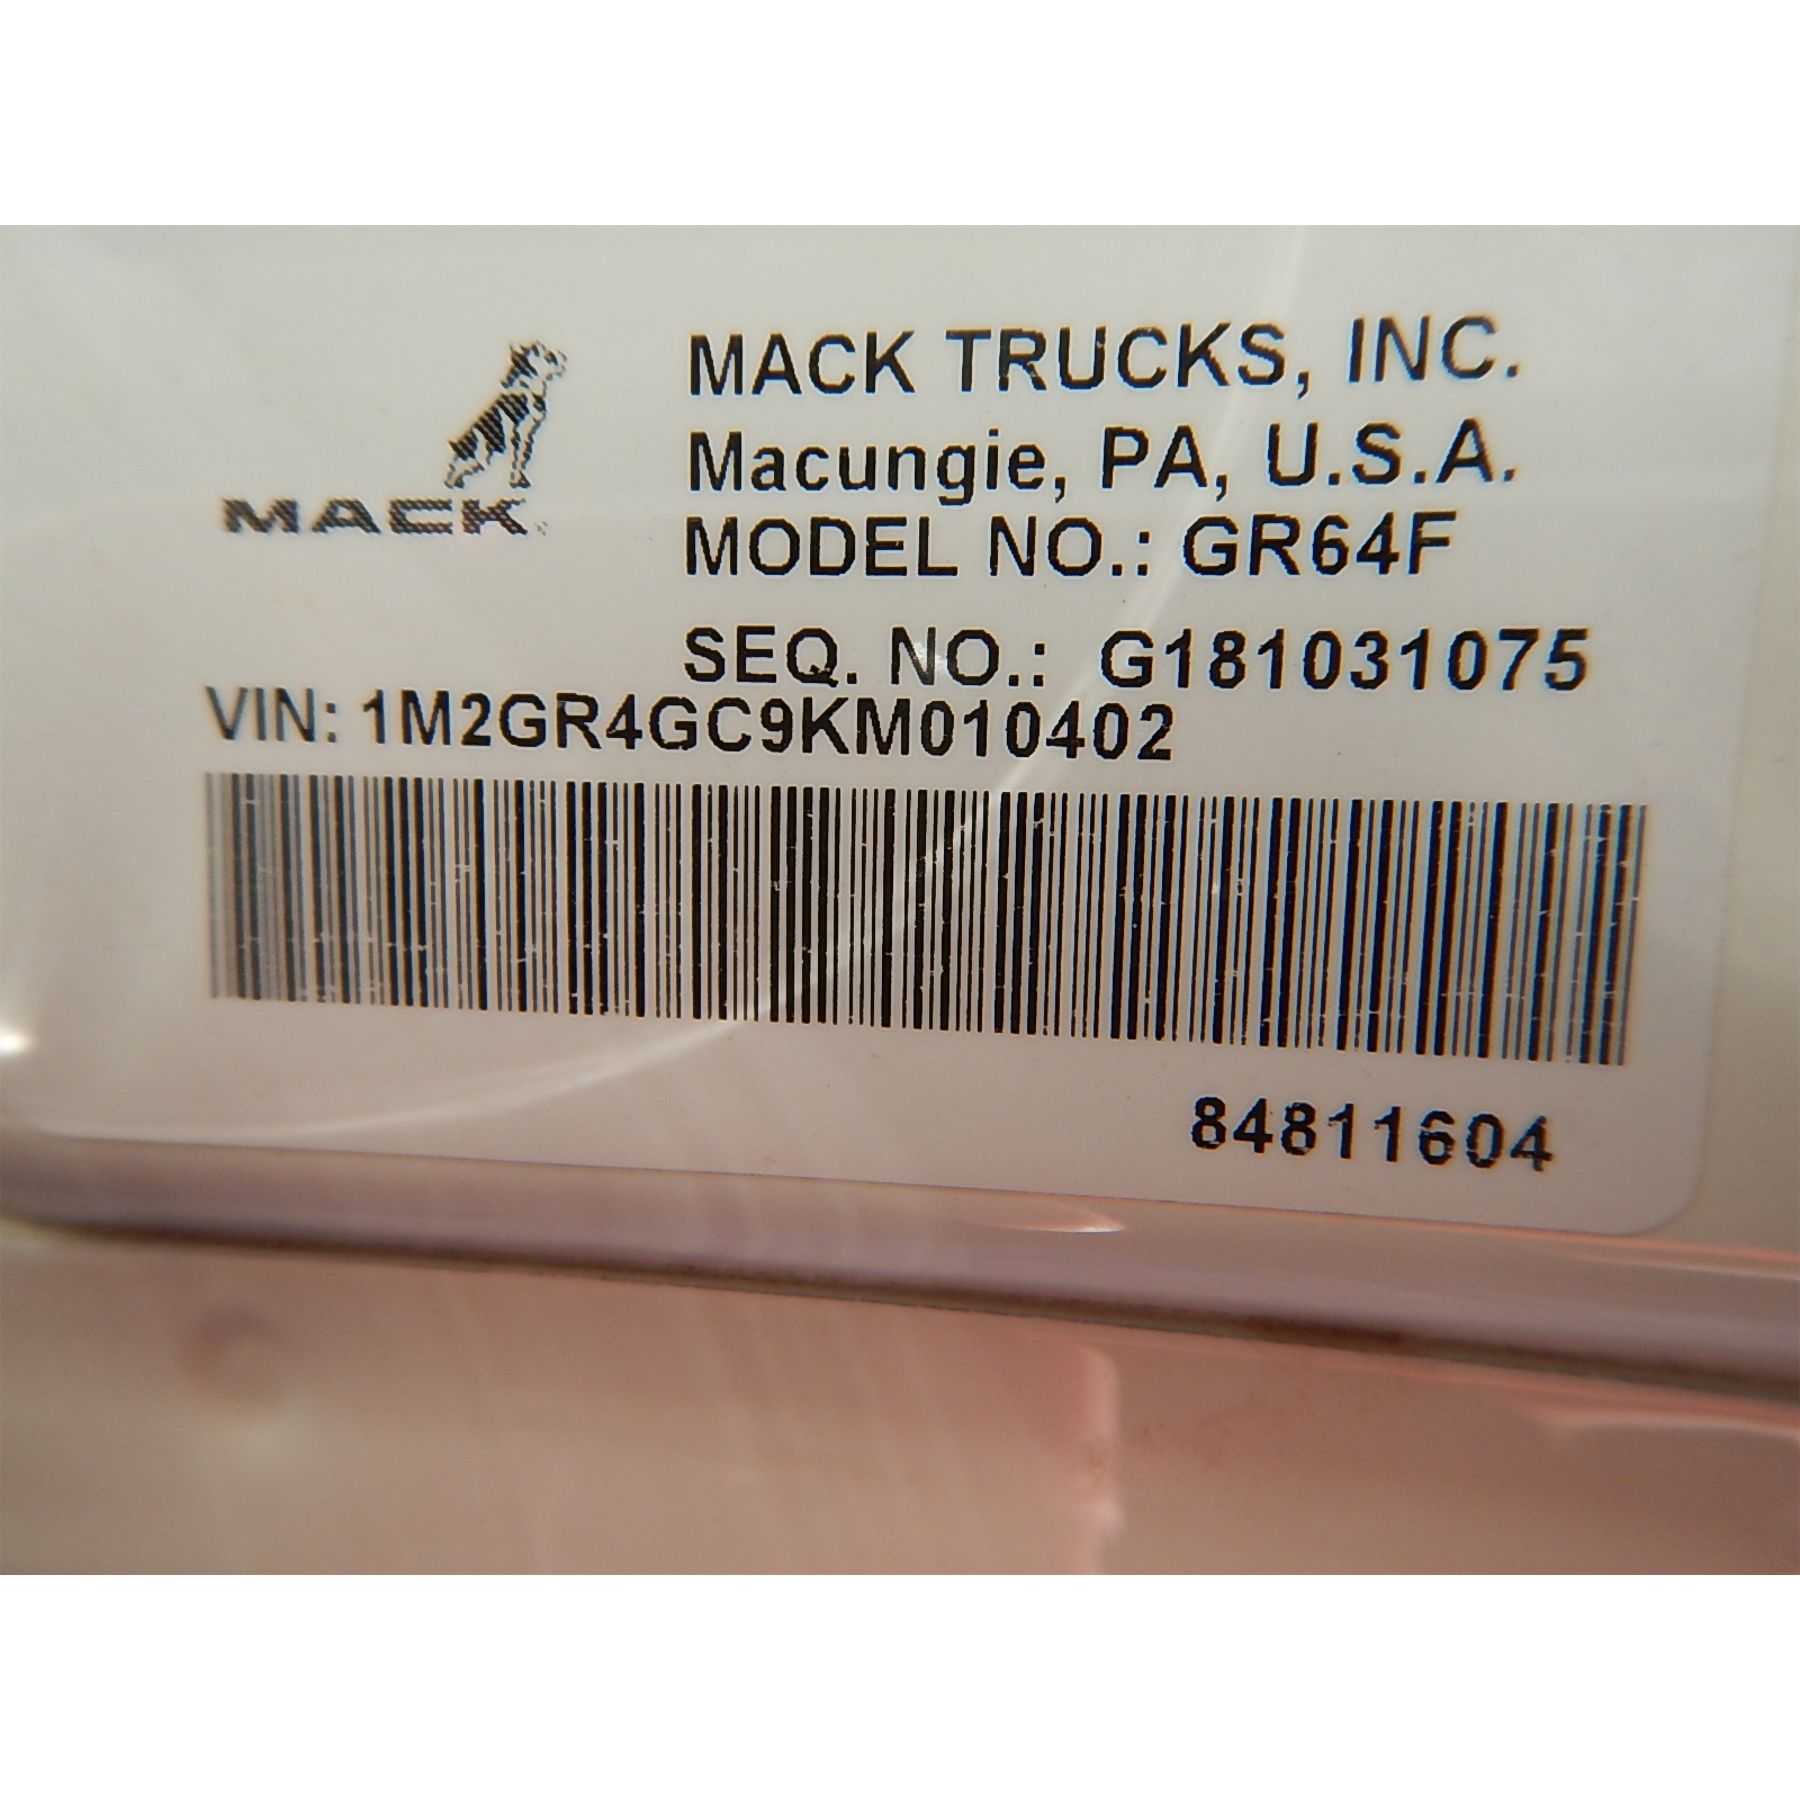 MACK
MACK TRUCKS, INC.
Macungie, PA, U.S.A.
MODEL NO.: GR64F
SEQ. NO.: G181031075
VIN: 1M2GR4GC9KM010402
84811604